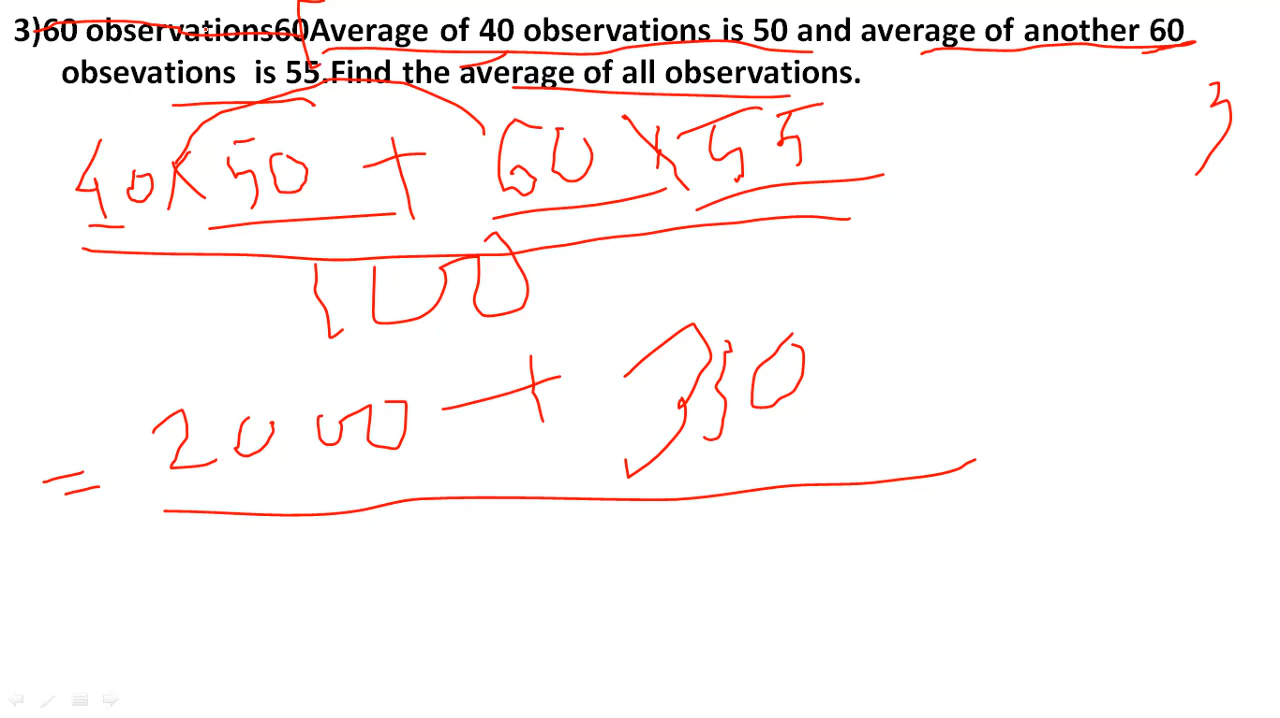 3)60 observations60Average of 40 observations is 50 and average of another 60
obsevations is 55.Find the average of all observations.
3
40 × 50 + 60 × 55
100
= 2000 + 330